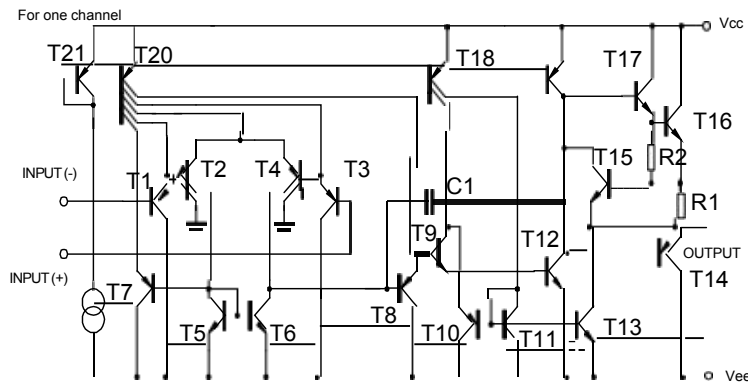 For one channel
Vcc
T21 T20 T18 T17
T16
T1 T2 T4 T3 T15 R2
INPUT (-)
C1 R1
T9 T12
OUTPUT
INPUT (+)
T7 T14
T5 T6 T8 T10 T11 T13
Vee